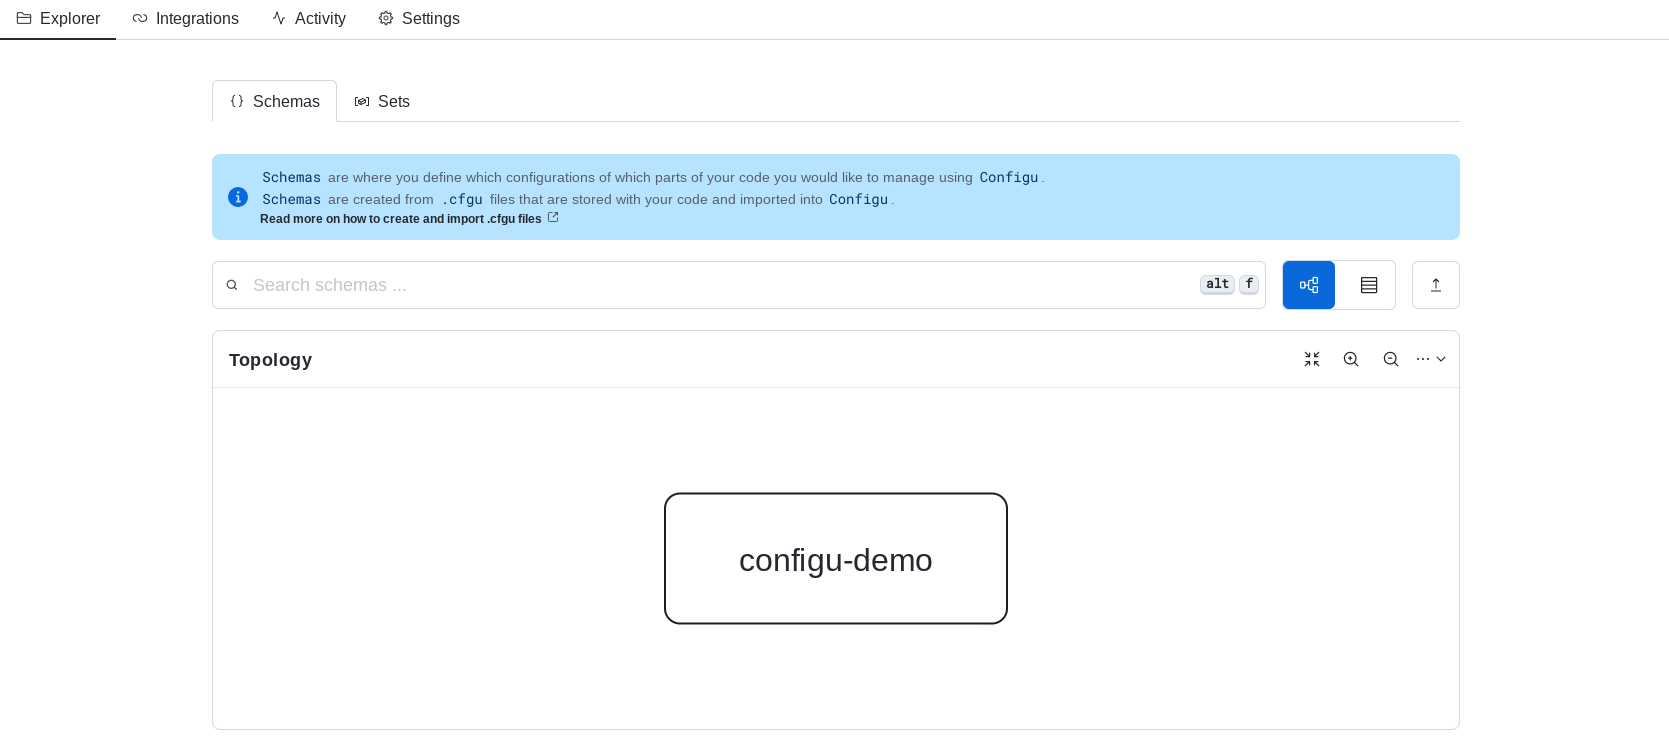 Explorer Integrations Activity Settings
Schemas Sets
Schemas are where you define which configurations of which parts of your code you would like to manage using Configu.
Schemas are created from .cfgu files that are stored with your code and imported into Configu.
Read more on how to create and import .cfgu files
Search schemas ... alt f
Topology
configu-demo